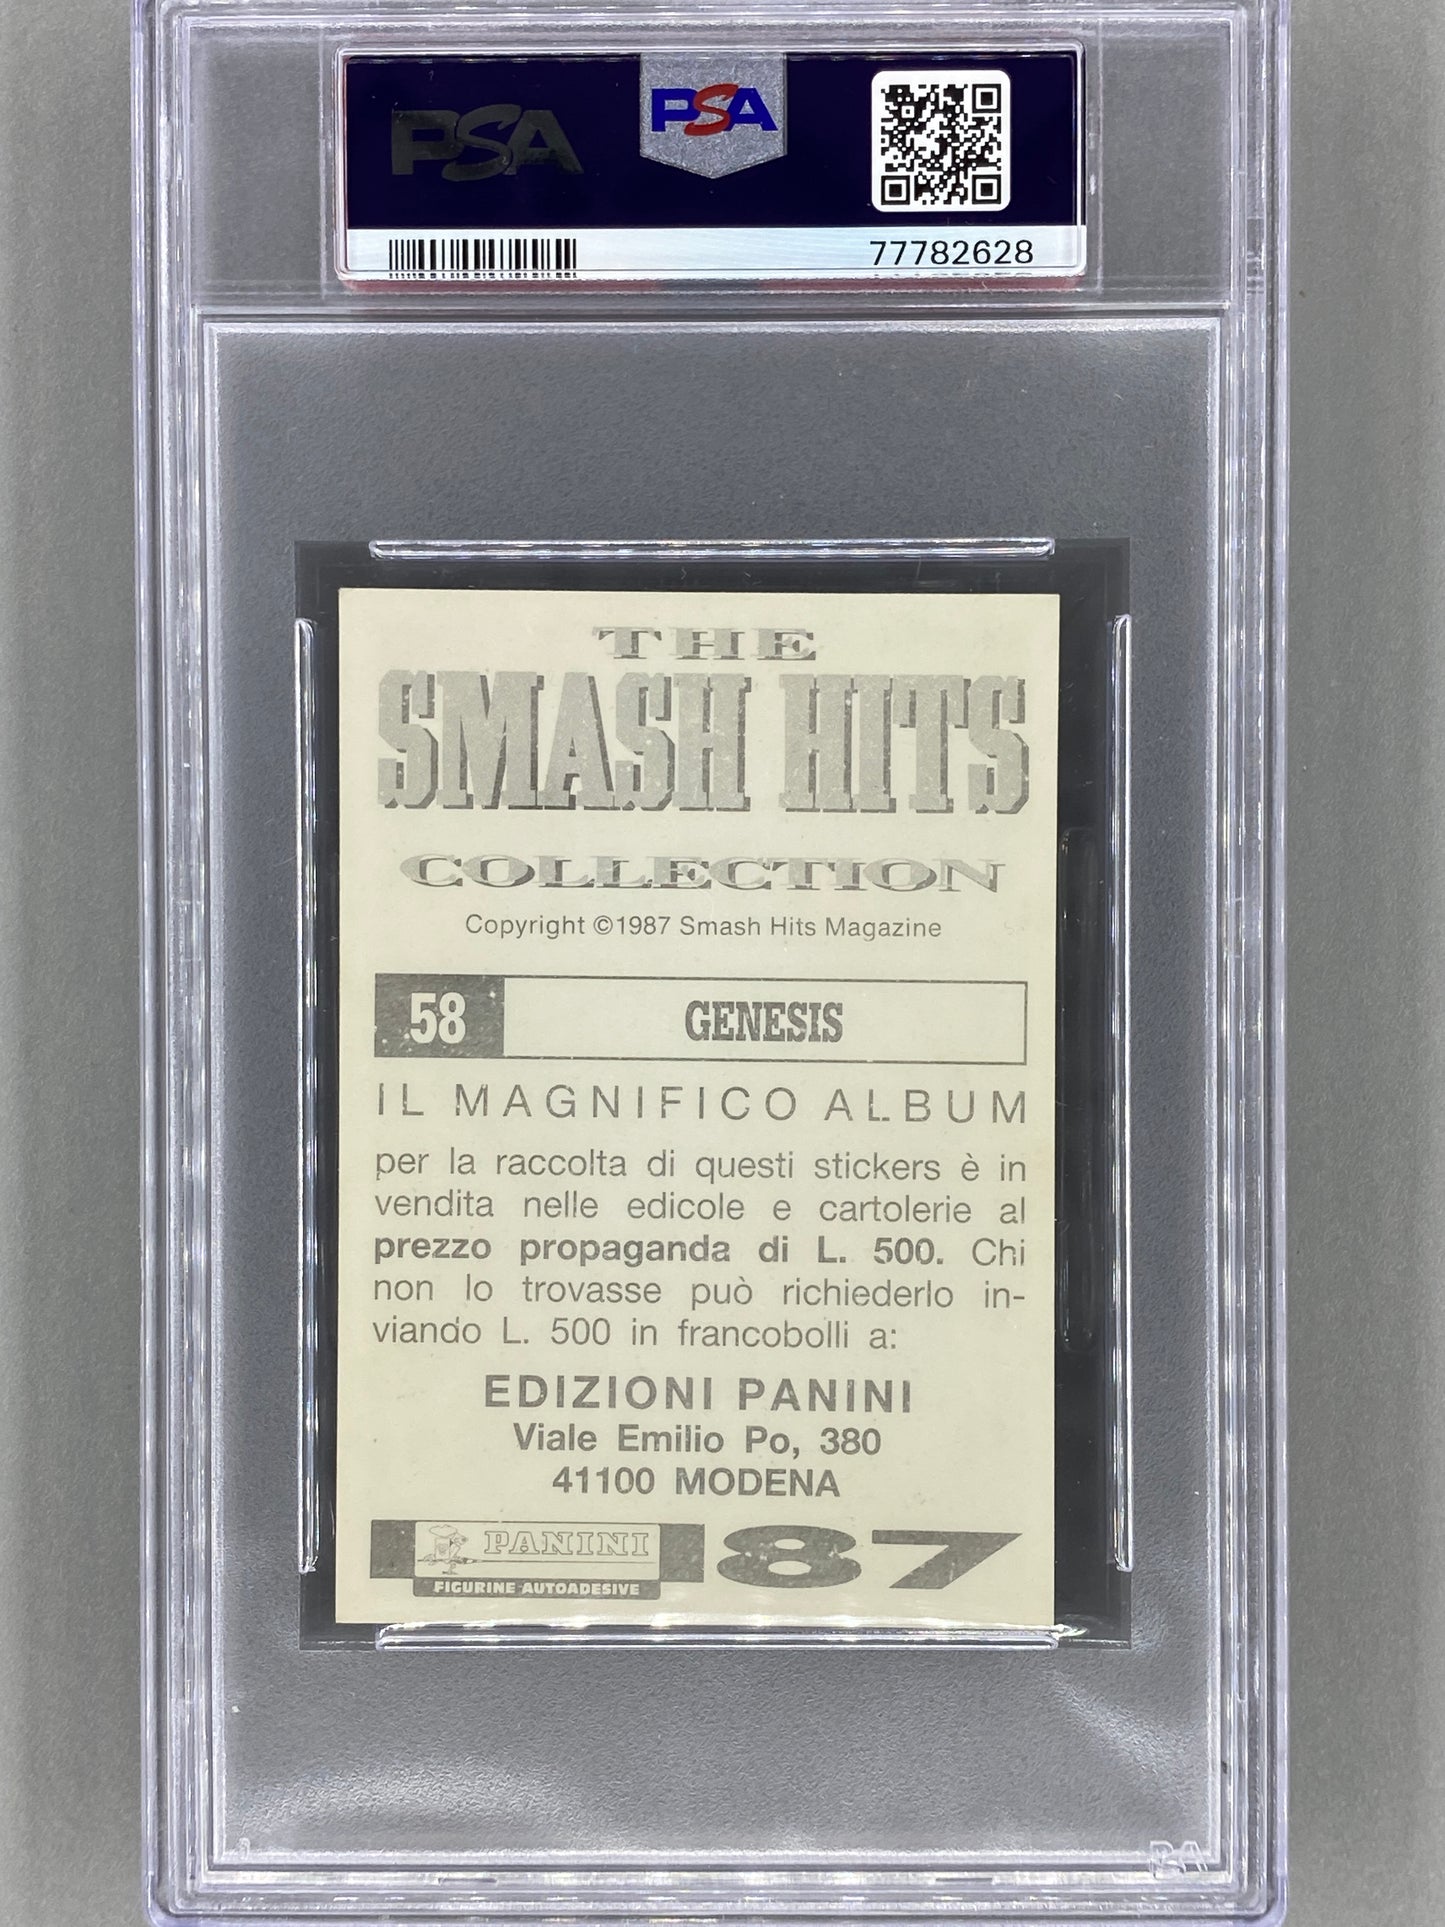 PSA
PSA
77782628
THE
SMASH HITS
COLLECTION
Copyright ©1987 Smash Hits Magazine
58 GENESIS
IL MAGNIFICO ALBUM
per la raccolta di questi stickers è in
vendita nelle edicole e cartolerie al
prezzo propaganda di L. 500. Chi
non lo trovasse può richiederlo in-
viando L. 500 in francobolli a:
EDIZIONI PANINI
Viale Emilio Po, 380
41100 MODENA
PANINI 87
FIGURINE AUTOADESIVE